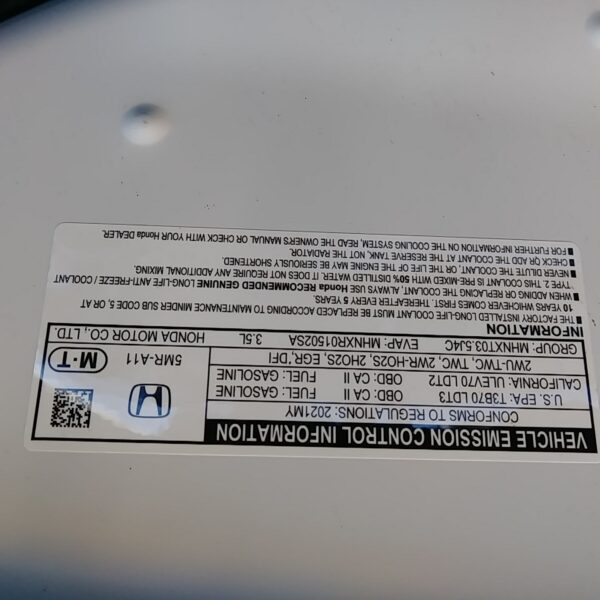 VEHICLE EMISSION CONTROL INFORMATION
CONFORMS TO REGULATIONS: 2021MY
U.S. EPA: T3B70 LDT3 OBD: CA II FUEL: GASOLINE
CALIFORNIA: ULEV70 LDT2 OBD: CA II FUEL: GASOLINE
2WU-TWC, TWC, 2WR-HO2S, 2HO2S, EGR, DFI
5MR-A11
GROUP: MHNXT03.5J4C EVAP: MHNXR01502SA 3.5L
HONDA MOTOR CO., LTD.
M·T
INFORMATION
■ THE FACTORY INSTALLED LONG-LIFE COOLANT MUST BE REPLACED ACCORDING TO MAINTENANCE MINDER SUB CODE 5, OR AT
10 YEARS, WHICHEVER COMES FIRST. THEREAFTER EVERY 5 YEARS.
■ WHEN ADDING OR REPLACING THE COOLANT, ALWAYS USE Honda RECOMMENDED GENUINE LONG-LIFE ANTI-FREEZE / COOLANT
TYPE 2. THIS COOLANT IS PRE-MIXED WITH 50% DISTILLED WATER. IT DOES NOT REQUIRE ANY ADDITIONAL MIXING.
■ NEVER DILUTE THE COOLANT, OR THE LIFE OF THE ENGINE MAY BE SERIOUSLY SHORTENED.
■ CHECK OR ADD THE COOLANT AT THE RESERVE TANK, NOT THE RADIATOR.
■ FOR FURTHER INFORMATION ON THE COOLING SYSTEM, READ THE OWNER'S MANUAL OR CHECK WITH YOUR Honda DEALER.